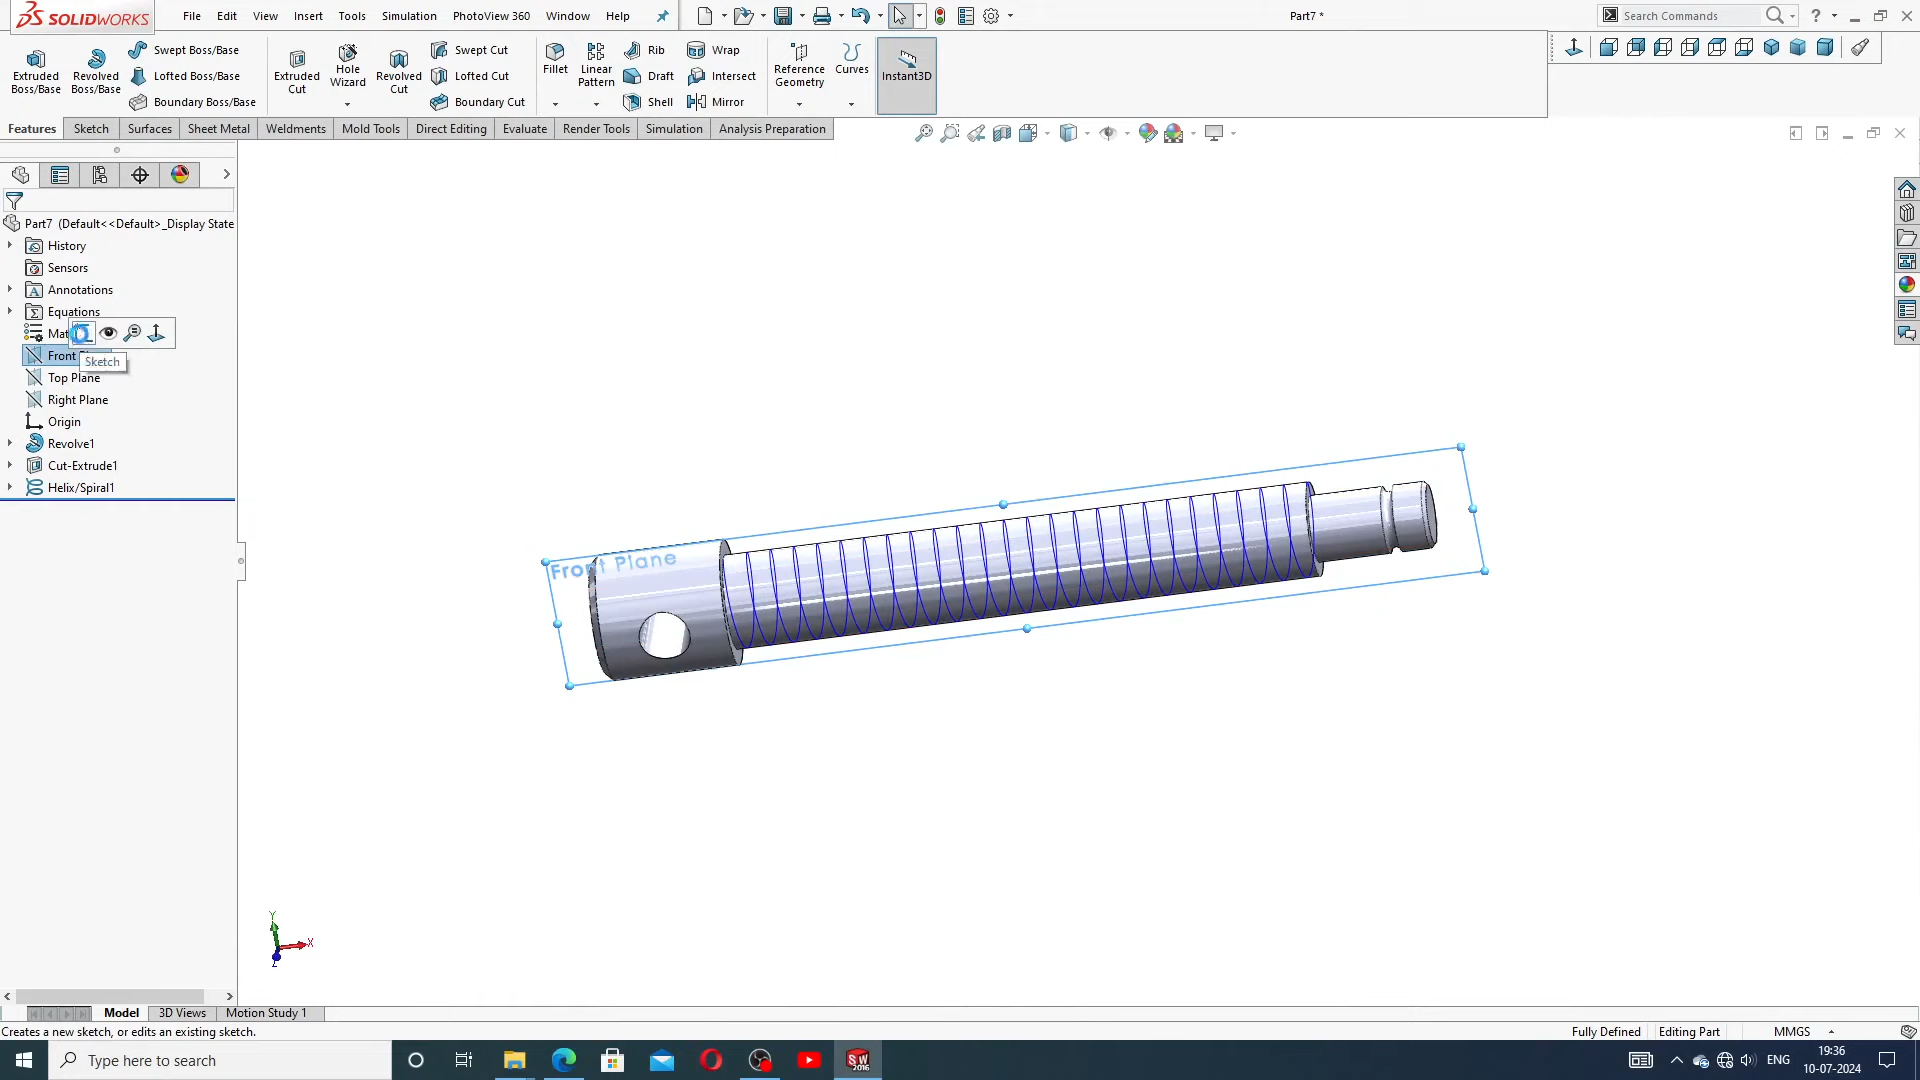 SOLIDWORKS
File Edit View Insert Tools Simulation PhotoView 360 Window Help
Part7 *
Search Commands
?
Extruded Boss/Base
Revolved Boss/Base
Swept Boss/Base
Lofted Boss/Base
Boundary Boss/Base
Extruded Cut
Hole Wizard
Revolved Cut
Swept Cut
Lofted Cut
Boundary Cut
Fillet
Linear Pattern
Rib
Draft
Shell
Wrap
Intersect
Mirror
Reference Geometry
Curves
Instant3D
Features Sketch Surfaces Sheet Metal Weldments Mold Tools Direct Editing Evaluate Render Tools Simulation Analysis Preparation
Part7 (Default<<Default>_Display State
History
Sensors
Annotations
Equations
Mat
Front
Sketch
Top Plane
Right Plane
Origin
Revolve1
Cut-Extrude1
Helix/Spiral1
Front Plane
Y
X
Z
Model 3D Views Motion Study 1
Creates a new sketch, or edits an existing sketch.
Fully Defined Editing Part MMGS
Type here to search
SW 2016
ENG
19:36
10-07-2024